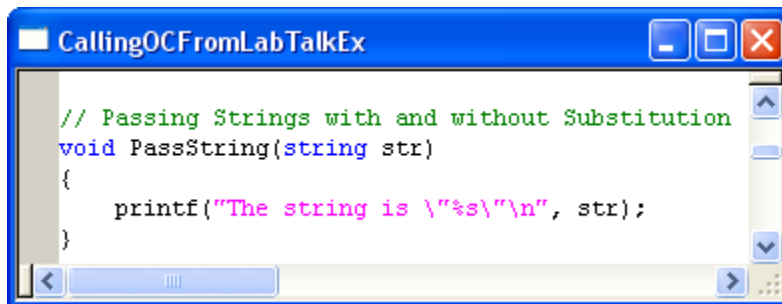 CallingOCFromLabTalkEx
// Passing Strings with and without Substitution
void PassString(string str)
{
    printf("The string is \"%s\"\n", str);
}